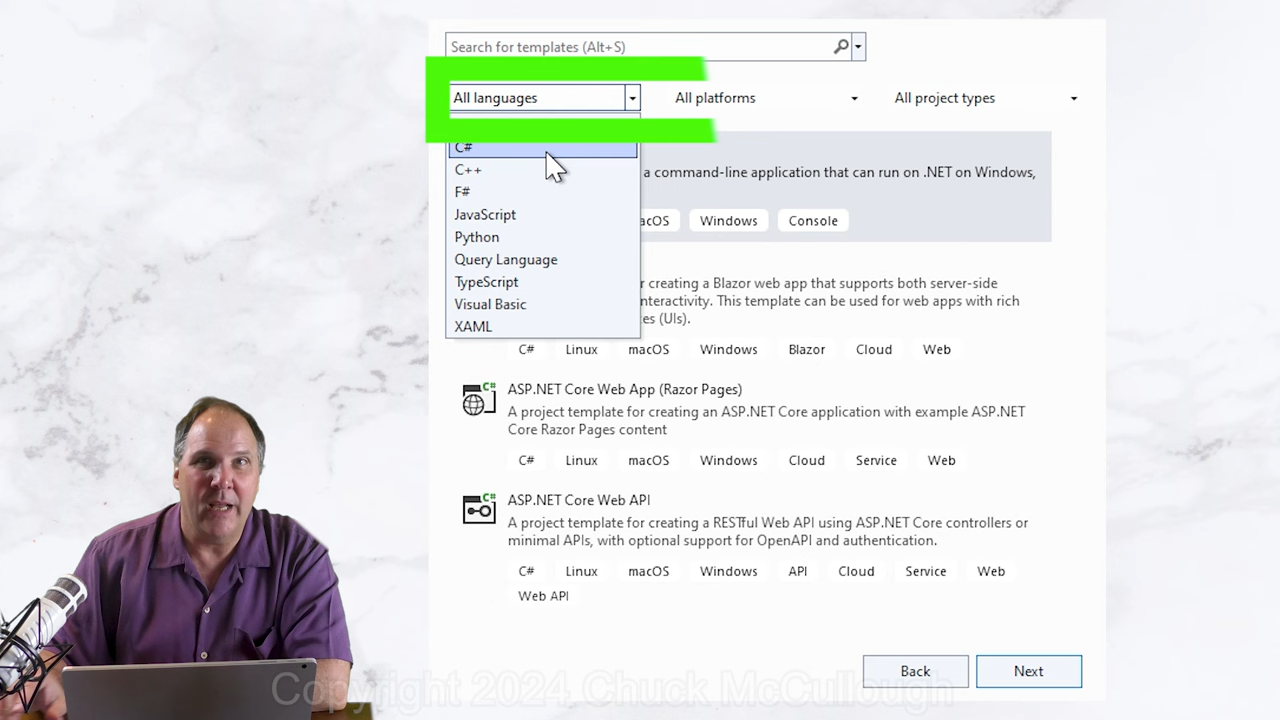 Search for templates (Alt+S)
All languages
All platforms
All project types
C#
C++
F#
JavaScript
Python
Query Language
TypeScript
Visual Basic
XAML
a command-line application that can run on .NET on Windows,
acOS Windows Console
r creating a Blazor web app that supports both server-side
nteractivity. This template can be used for web apps with rich
es (UIs).
C# Linux macOS Windows Blazor Cloud Web
C#
ASP.NET Core Web App (Razor Pages)
A project template for creating an ASP.NET Core application with example ASP.NET
Core Razor Pages content
C# Linux macOS Windows Cloud Service Web
C#
ASP.NET Core Web API
A project template for creating a RESTful Web API using ASP.NET Core controllers or
minimal APIs, with optional support for OpenAPI and authentication.
C# Linux macOS Windows API Cloud Service Web
Web API
Back Next
Copyright 2024 Chuck McCullough